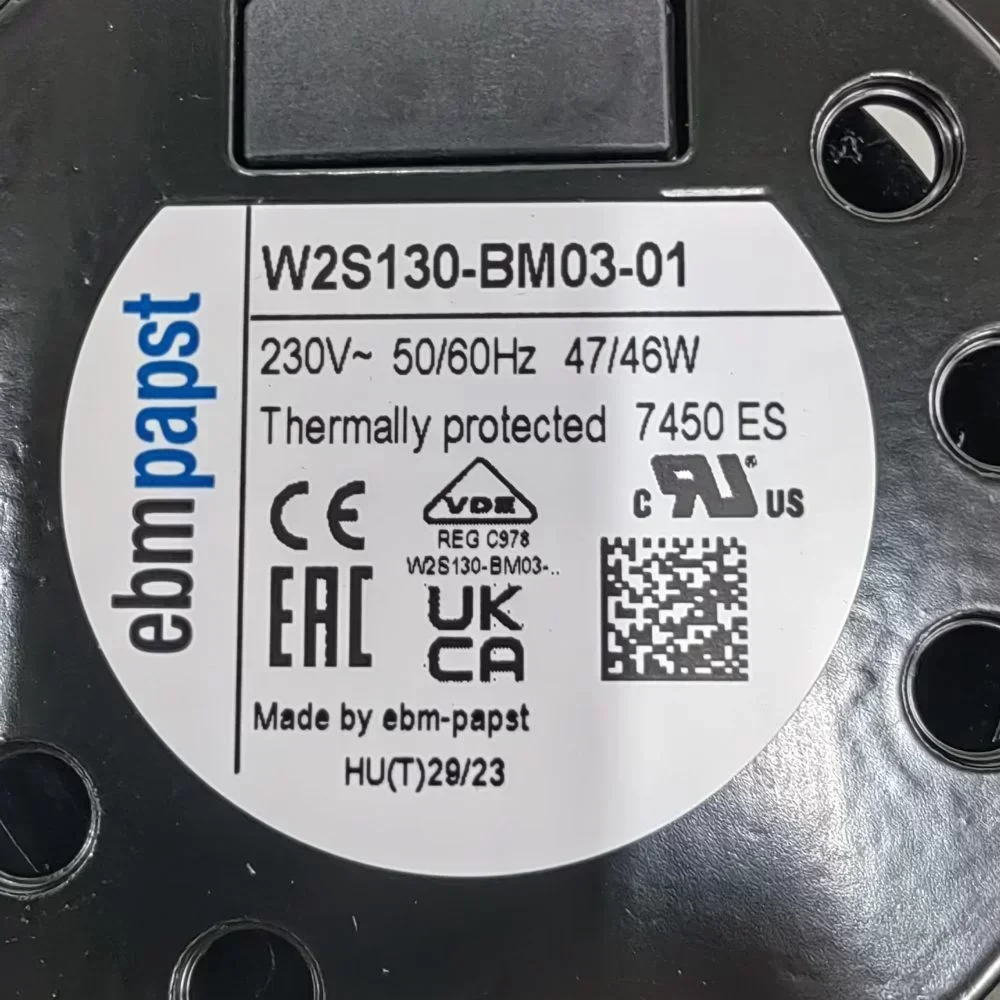 ebmpapst
W2S130-BM03-01
230V~ 50/60Hz 47/46W
Thermally protected 7450 ES
CE
VDE
REG C978
W2S130-BM03-..
c RU® US
EAC
UK
CA
Made by ebm-papst
HU(T)29/23